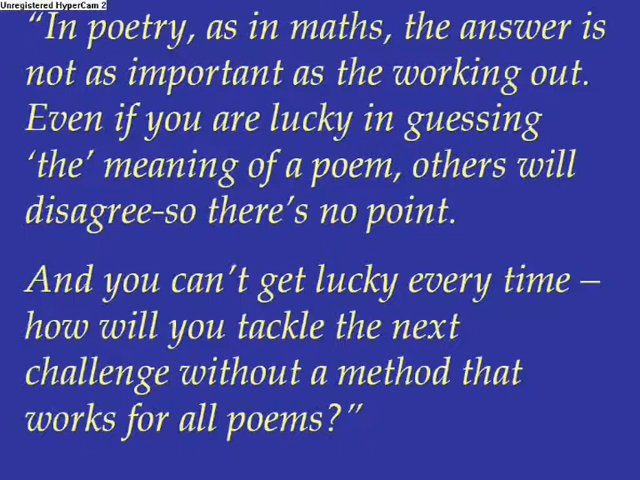 Unregistered HyperCam 2
“In poetry, as in maths, the answer is
not as important as the working out.
Even if you are lucky in guessing
‘the’ meaning of a poem, others will
disagree-so there’s no point.
And you can’t get lucky every time –
how will you tackle the next
challenge without a method that
works for all poems?”